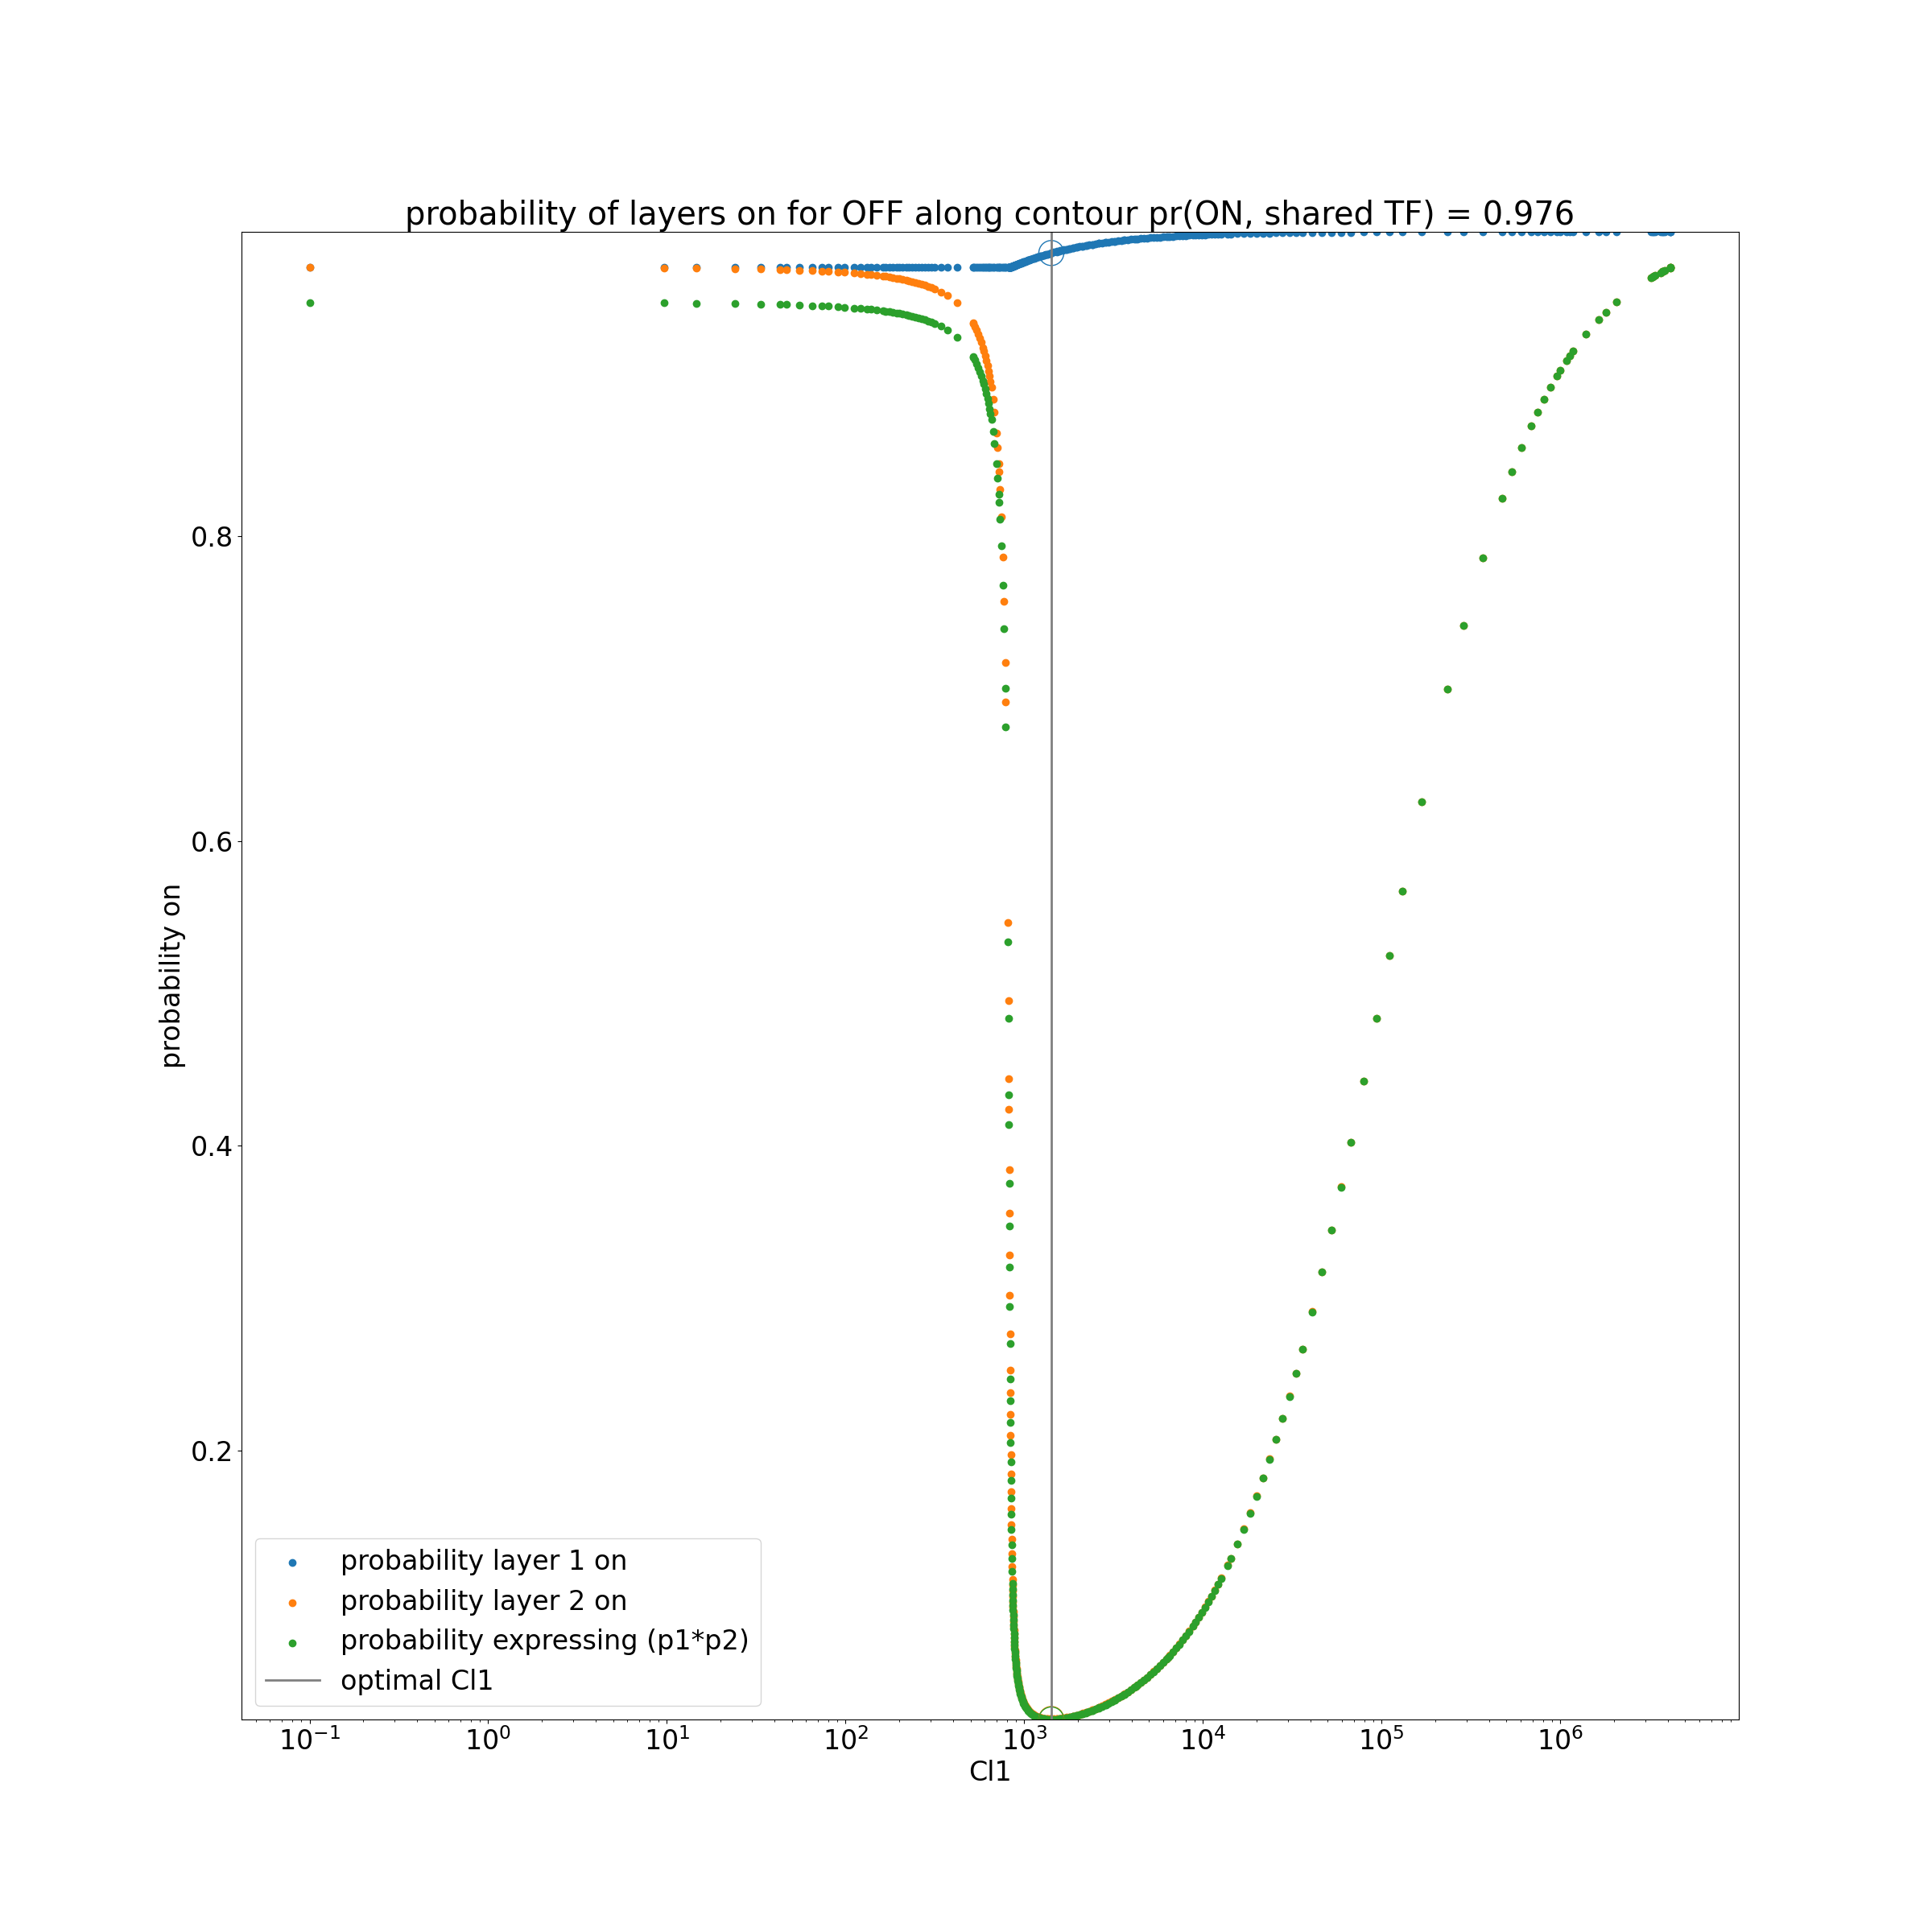 probability of layers on for OFF along contour pr(ON, shared TF) = 0.976
probability on
0.8
0.6
0.4
0.2
probability layer 1 on
probability layer 2 on
probability expressing (p1*p2)
optimal Cl1
10⁻¹ 10⁰ 10¹ 10² 10³ 10⁴ 10⁵ 10⁶
Cl1